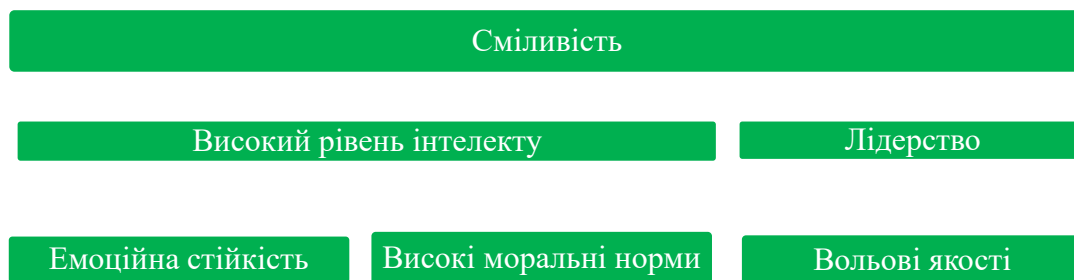 Сміливість
Високий рівень інтелекту
Лідерство
Емоційна стійкість
Високі моральні норми
Вольові якості